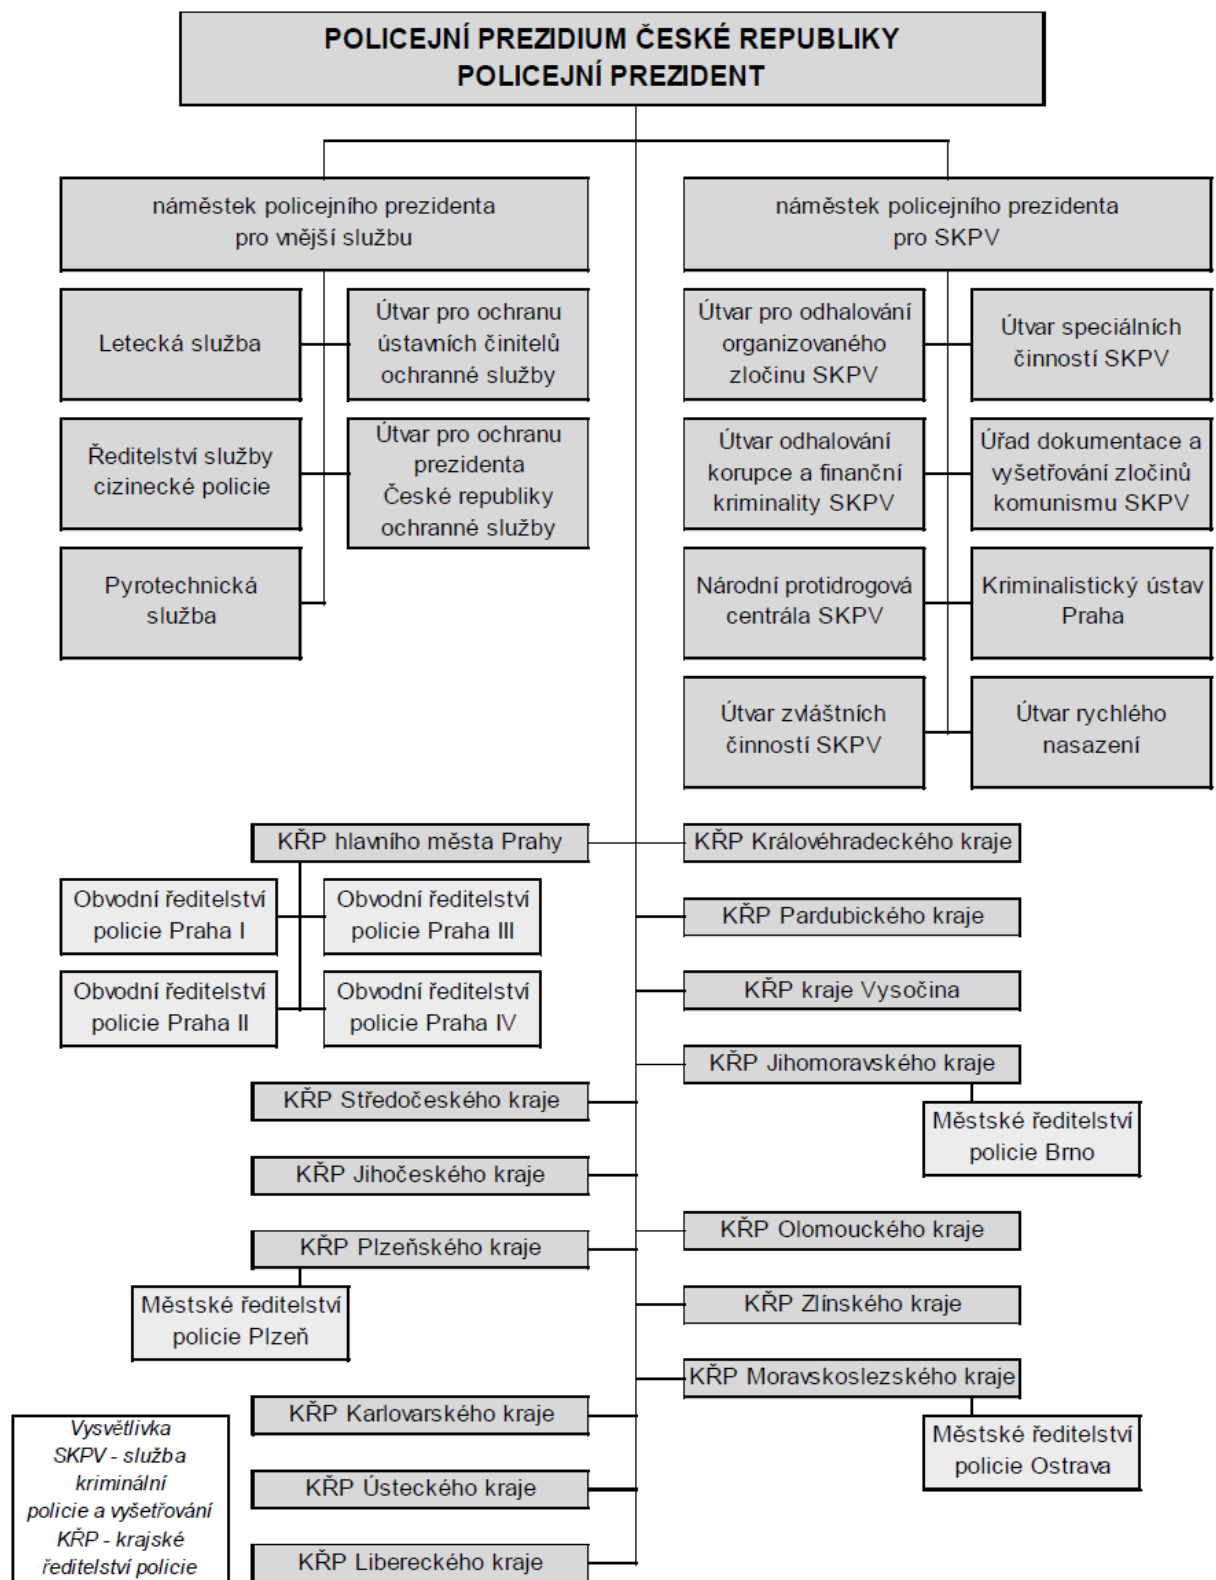 POLICEJNÍ PREZIDIUM ČESKÉ REPUBLIKY
POLICEJNÍ PREZIDENT
náměstek policejního prezidenta
pro vnější službu
náměstek policejního prezidenta
pro SKPV
Letecká služba
Útvar pro ochranu
ústavních činitelů
ochranné služby
Útvar pro odhalování
organizovaného
zločinu SKPV
Útvar speciálních
činností SKPV
Ředitelství služby
cizinecké policie
Útvar pro ochranu
prezidenta
České republiky
ochranné služby
Útvar odhalování
korupce a finanční
kriminality SKPV
Úřad dokumentace a
vyšetřování zločinů
komunismu SKPV
Pyrotechnická
služba
Národní protidrogová
centrála SKPV
Kriminalistický ústav
Praha
Útvar zvláštních
činností SKPV
Útvar rychlého
nasazení
KŘP hlavního města Prahy
KŘP Královéhradeckého kraje
Obvodní ředitelství
policie Praha I
Obvodní ředitelství
policie Praha III
KŘP Pardubického kraje
Obvodní ředitelství
policie Praha II
Obvodní ředitelství
policie Praha IV
KŘP kraje Vysočina
KŘP Jihomoravského kraje
KŘP Středočeského kraje
Městské ředitelství
policie Brno
KŘP Jihočeského kraje
KŘP Olomouckého kraje
KŘP Plzeňského kraje
Městské ředitelství
policie Plzeň
KŘP Zlínského kraje
KŘP Moravskoslezského kraje
KŘP Karlovarského kraje
Městské ředitelství
policie Ostrava
KŘP Ústeckého kraje
KŘP Libereckého kraje
Vysvětlivka
SKPV - služba
kriminální
policie a vyšetřování
KŘP - krajské
ředitelství policie